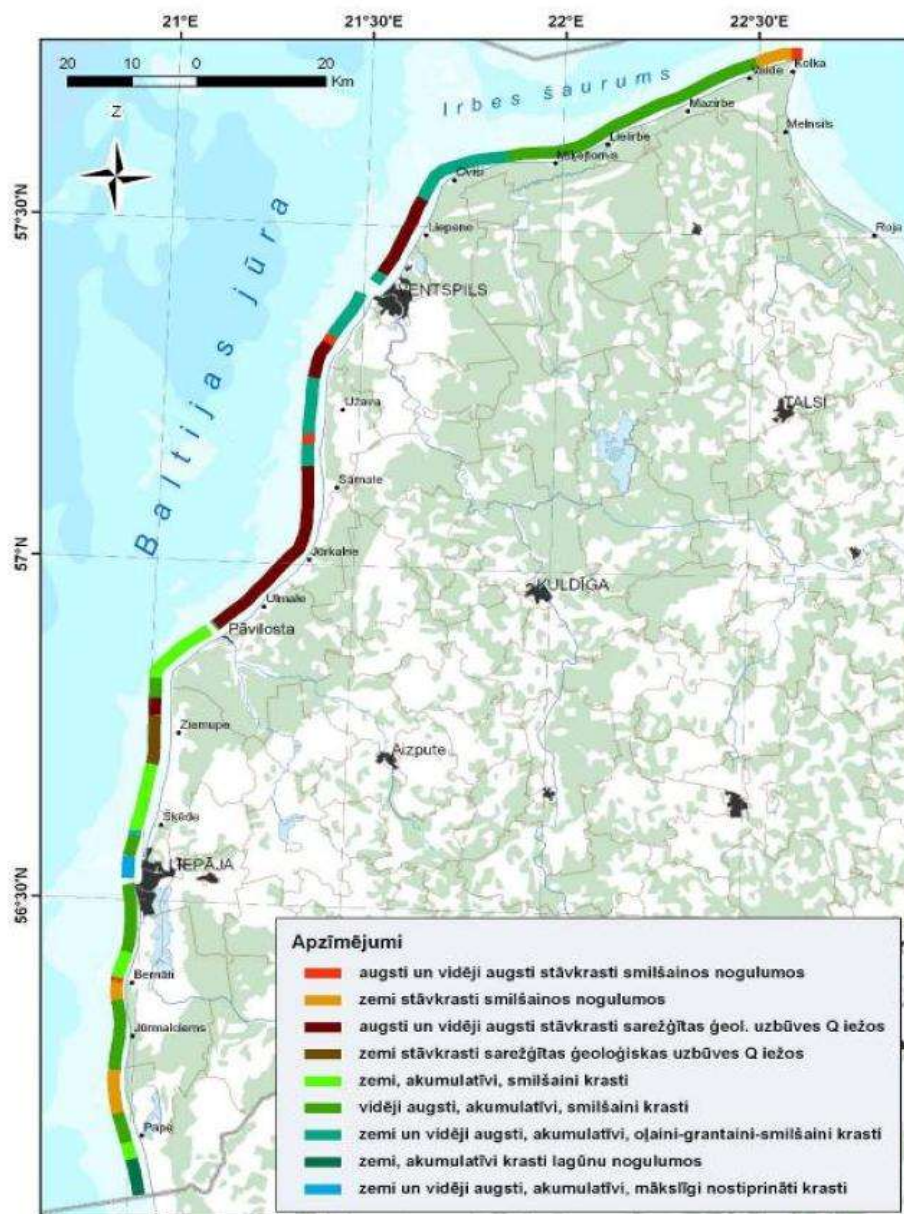 21°E 21°30'E 22°E 22°30'E
20 10 0 20
Km
Z
Irbes šaurums
Baltijas jūra
57°30'N
57°N
56°30'N
Kolka
Vaide
Mazirbe
Melnsils
Lielirbe
Miķeļtornis
Ovisi
Roja
Liepene
VENTSPILS
Užava
TALSI
Sārnate
Jūrkalne
KULDĪGA
Ulmale
Pāvilosta
Ziemupe
Aizpute
Šķēde
LIEPĀJA
Bernāti
Jūrmalciems
Pape
Apzīmējumi
augsti un vidēji augsti stāvkrasti smilšainos nogulumos
zemi stāvkrasti smilšainos nogulumos
augsti un vidēji augsti stāvkrasti sarežģītas ģeol. uzbūves Q iežos
zemi stāvkrasti sarežģītas ģeoloģiskas uzbūves Q iežos
zemi, akumulatīvi, smilšaini krasti
vidēji augsti, akumulatīvi, smilšaini krasti
zemi un vidēji augsti, akumulatīvi, oļaini-grantaini-smilšaini krasti
zemi, akumulatīvi krasti lagūnu nogulumos
zemi un vidēji augsti, akumulatīvi, mākslīgi nostiprināti krasti